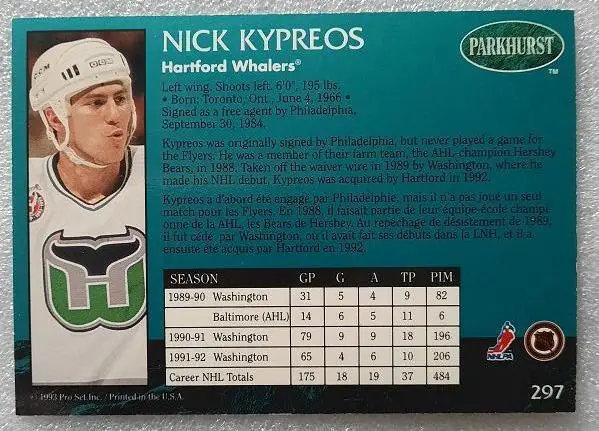 NICK KYPREOS
PARKHURST
TM
Hartford Whalers®
Left wing. Shoots left. 6'0", 195 lbs.
• Born: Toronto, Ont., June 4, 1966 •
Signed as a free agent by Philadelphia,
September 30, 1984.
Kypreos was originally signed by Philadelphia, but never played a game for
the Flyers. He was a member of their farm team, the AHL champion Hershey
Bears, in 1988. Taken off the waiver wire in 1989 by Washington, where he
made his NHL debut. Kypreos was acquired by Hartford in 1992.
Kypreos a d'abord été engagé par Philadelphie, mais il n'a pas joué un seul
match pour les Flyers. En 1988, il faisait partie de leur équipe-école champi-
onne de la AHL, les Bears de Hershey. Au repêchage de désistement de 1989,
il fut cédé par Washington, ou il avait fait ses débuts dans la LNH, et il a
ensuite été acquis par Hartford en 1992.
SEASON GP G A TP PIM
1989-90 Washington 31 5 4 9 82
Baltimore (AHL) 14 6 5 11 6
1990-91 Washington 79 9 9 18 196
1991-92 Washington 65 4 6 10 206
Career NHL Totals 175 18 19 37 484
NHLPA
© 1993 Pro Set Inc. / Printed in the U.S.A.
297